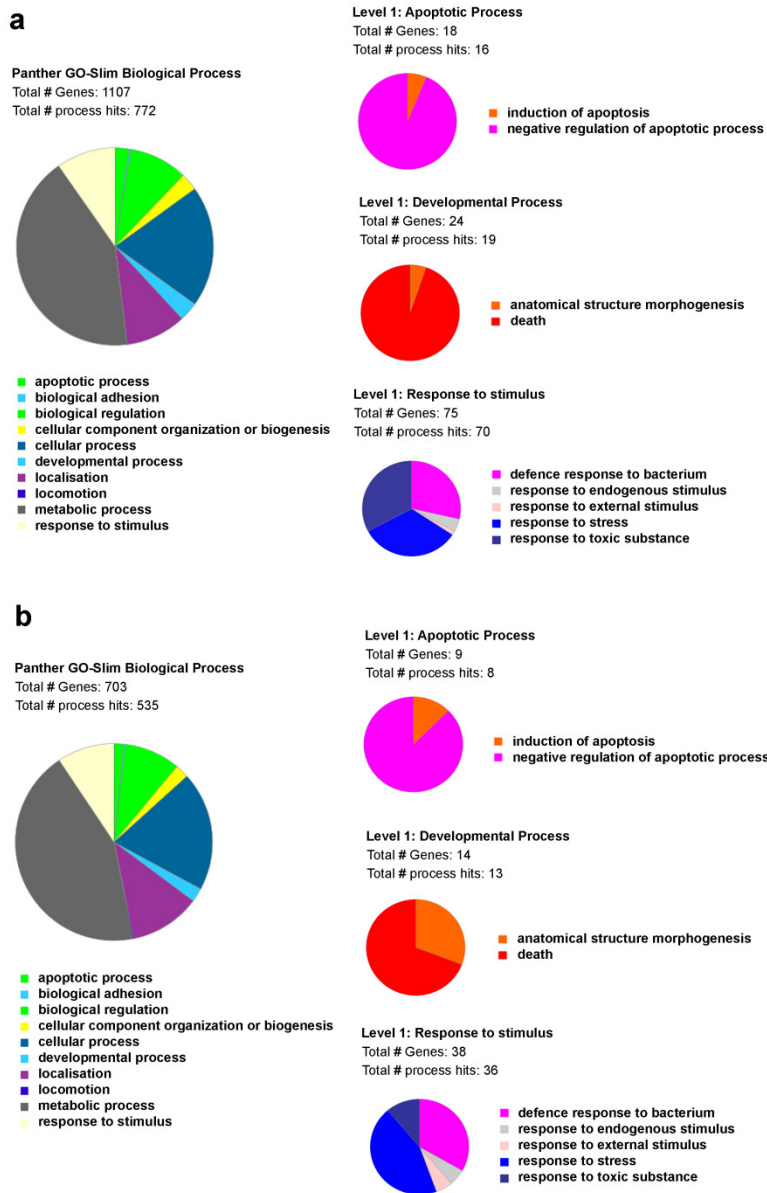 a
Panther GO-Slim Biological Process
Total # Genes: 1107
Total # process hits: 772
apoptotic process
biological adhesion
biological regulation
cellular component organization or biogenesis
cellular process
developmental process
localisation
locomotion
metabolic process
response to stimulus
Level 1: Apoptotic Process
Total # Genes: 18
Total # process hits: 16
induction of apoptosis
negative regulation of apoptotic process
Level 1: Developmental Process
Total # Genes: 24
Total # process hits: 19
anatomical structure morphogenesis
death
Level 1: Response to stimulus
Total # Genes: 75
Total # process hits: 70
defence response to bacterium
response to endogenous stimulus
response to external stimulus
response to stress
response to toxic substance
b
Panther GO-Slim Biological Process
Total # Genes: 703
Total # process hits: 535
apoptotic process
biological adhesion
biological regulation
cellular component organization or biogenesis
cellular process
developmental process
localisation
locomotion
metabolic process
response to stimulus
Level 1: Apoptotic Process
Total # Genes: 9
Total # process hits: 8
induction of apoptosis
negative regulation of apoptotic process
Level 1: Developmental Process
Total # Genes: 14
Total # process hits: 13
anatomical structure morphogenesis
death
Level 1: Response to stimulus
Total # Genes: 38
Total # process hits: 36
defence response to bacterium
response to endogenous stimulus
response to external stimulus
response to stress
response to toxic substance